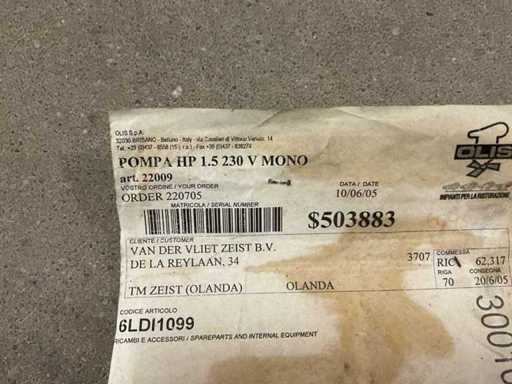 OLIS S.p.A.
POMPA HP 1.5 230 V MONO
art. 22009
VOSTRO ORDINE / YOUR ORDER
ORDER 220705
DATA / DATE
10/06/05
OLIS
IMPIANTI PER LA RISTORAZIONE
MATRICOLA / SERIAL NUMBER
$503883
CLIENTE / CUSTOMER
VAN DER VLIET ZEIST B.V.
DE LA REYLAAN, 34
3707
TM ZEIST (OLANDA) OLANDA
COMMESSA
RIC 62,317
RIGA CONSEGNA
70 20/6/05
CODICE ARTICOLO
6LDI1099
RICAMBI E ACCESSORI / SPAREPARTS AND INTERNAL EQUIPMENT